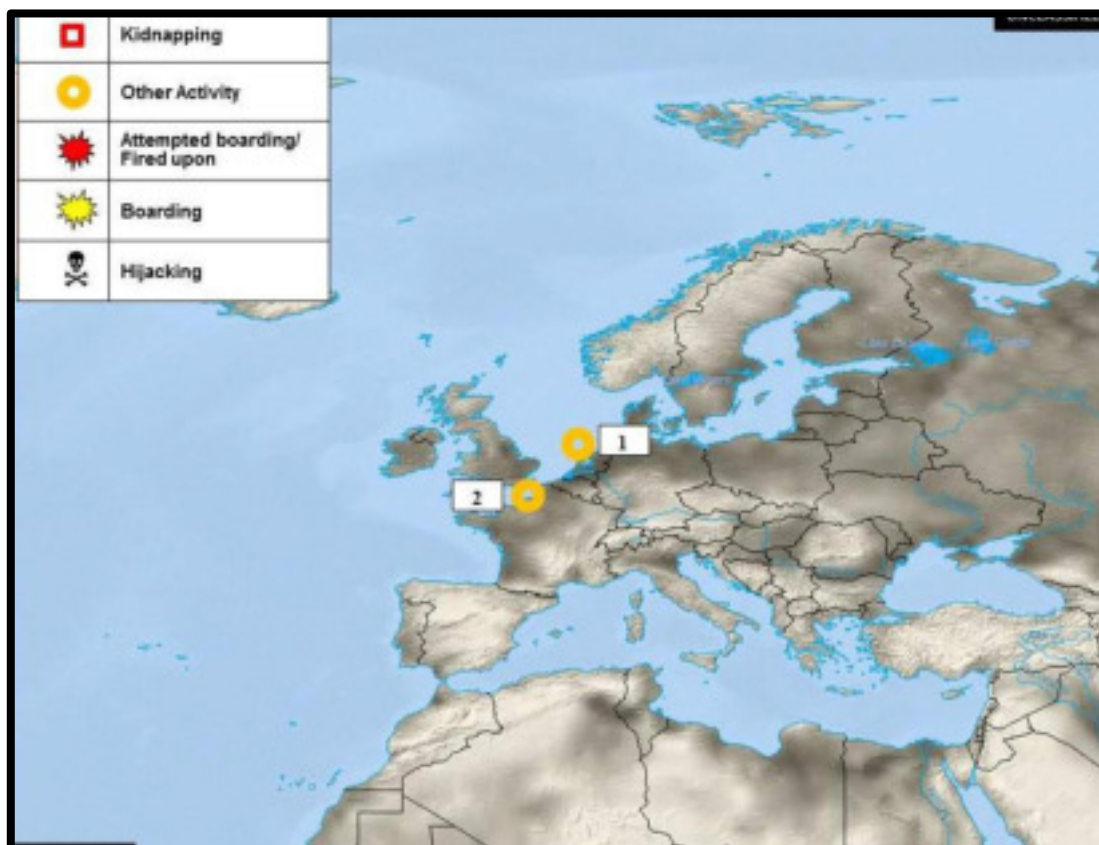 Kidnapping
Other Activity
Attempted boarding/
Fired upon
Boarding
Hijacking
1
2